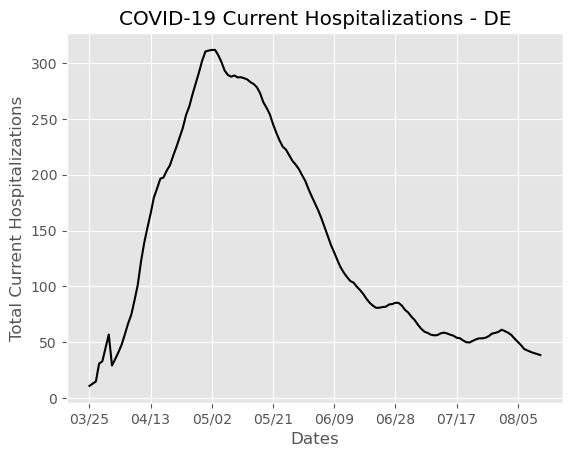 COVID-19 Current Hospitalizations - DE
Total Current Hospitalizations
300
250
200
150
100
50
0
03/25 04/13 05/02 05/21 06/09 06/28 07/17 08/05
Dates